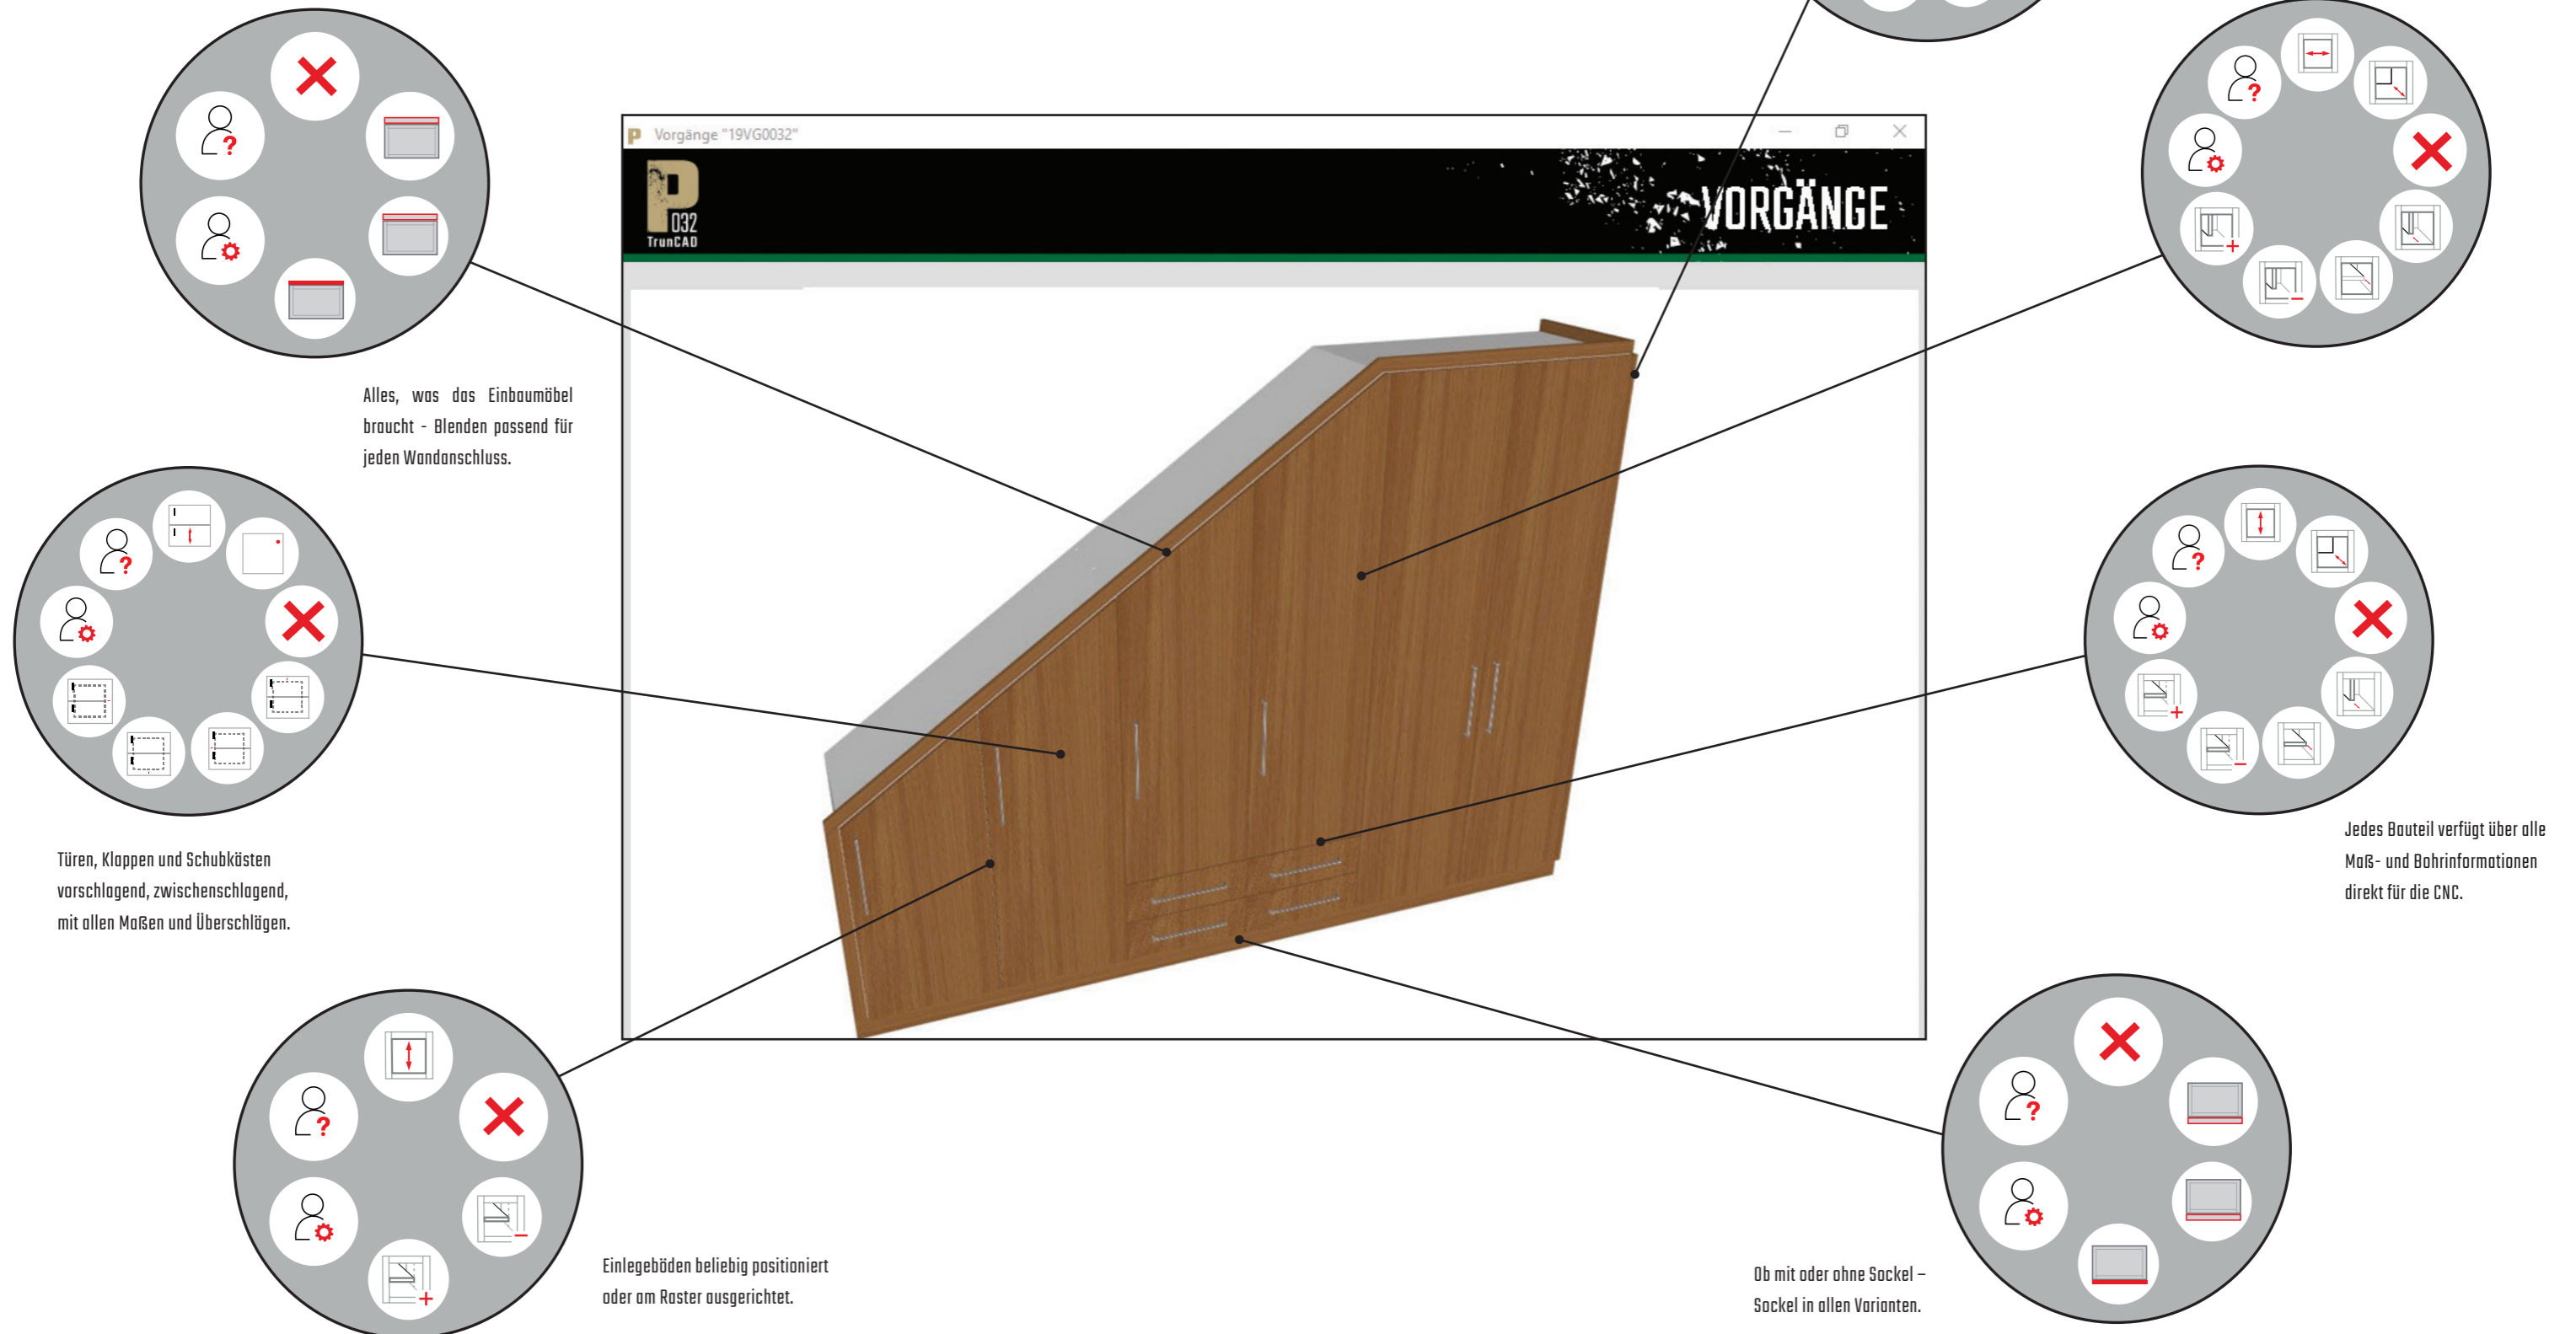 Vorgänge "19VG0032"
P
032
TrunCAD
VORGÄNGE
Alles, was das Einbaumöbel
braucht - Blenden passend für
jeden Wandanschluss.
Türen, Klappen und Schubkästen
vorschlagend, zwischenschlagend,
mit allen Maßen und Überschlägen.
Jedes Bauteil verfügt über alle
Maß- und Bohrinformationen
direkt für die CNC.
Einlegeböden beliebig positioniert
oder am Raster ausgerichtet.
Ob mit oder ohne Sockel –
Sockel in allen Varianten.